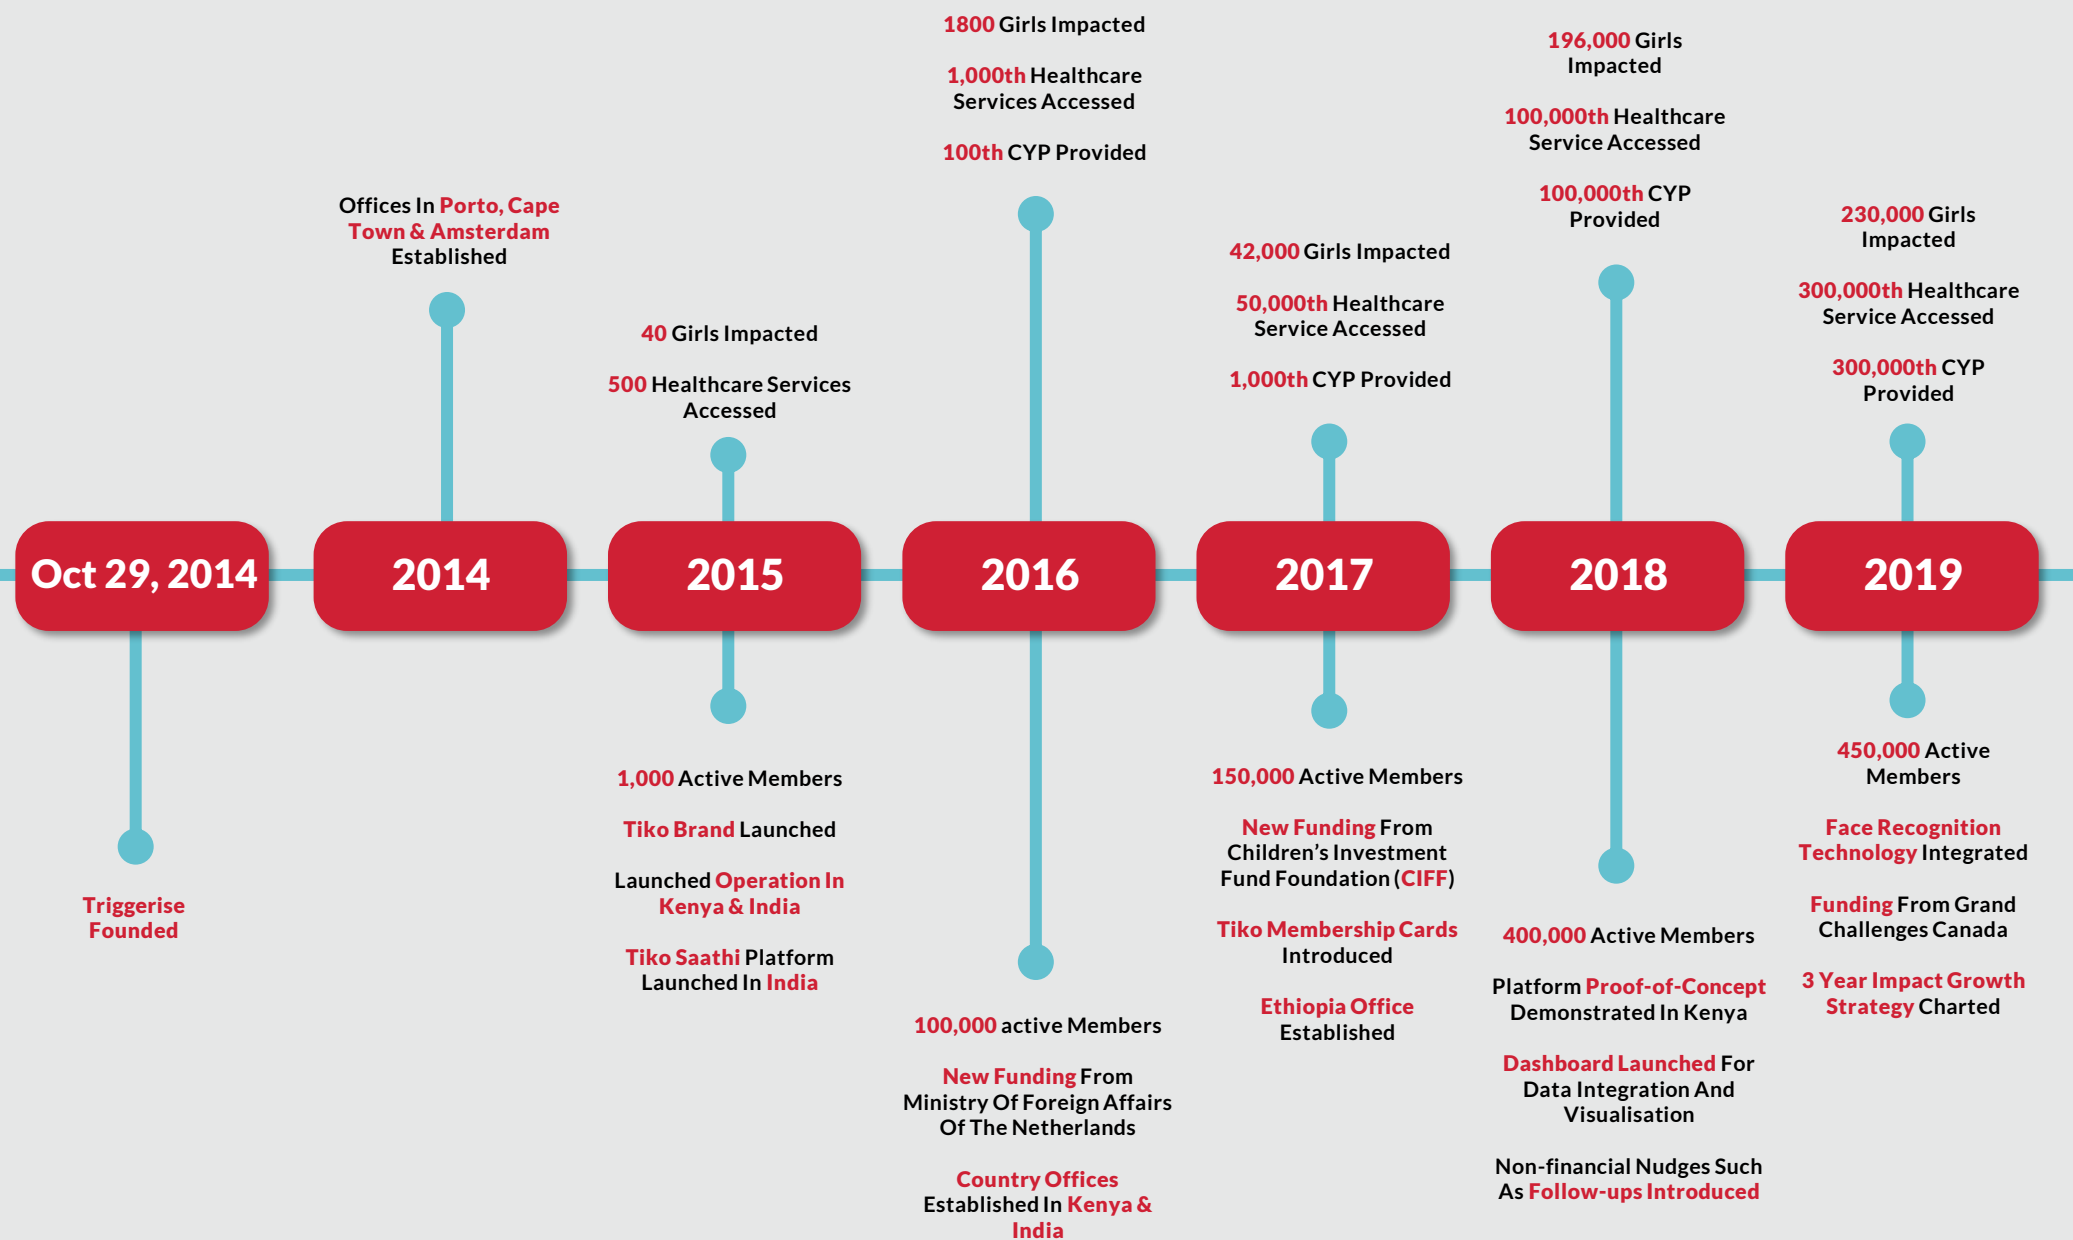 Oct 29, 2014
Triggerise
Founded
Offices In Porto, Cape
Town & Amsterdam
Established
2014
40 Girls Impacted
500 Healthcare Services
Accessed
2015
1,000 Active Members
Tiko Brand Launched
Launched Operation In
Kenya & India
Tiko Saathi Platform
Launched In India
1800 Girls Impacted
1,000th Healthcare
Services Accessed
100th CYP Provided
2016
100,000 active Members
New Funding From
Ministry Of Foreign Affairs
Of The Netherlands
Country Offices
Established In Kenya &
India
42,000 Girls Impacted
50,000th Healthcare
Service Accessed
1,000th CYP Provided
2017
150,000 Active Members
New Funding From
Children’s Investment
Fund Foundation (CIFF)
Tiko Membership Cards
Introduced
Ethiopia Office
Established
196,000 Girls
Impacted
100,000th Healthcare
Service Accessed
100,000th CYP
Provided
2018
400,000 Active Members
Platform Proof-of-Concept
Demonstrated In Kenya
Dashboard Launched For
Data Integration And
Visualisation
Non-financial Nudges Such
As Follow-ups Introduced
230,000 Girls
Impacted
300,000th Healthcare
Service Accessed
300,000th CYP
Provided
2019
450,000 Active
Members
Face Recognition
Technology Integrated
Funding From Grand
Challenges Canada
3 Year Impact Growth
Strategy Charted